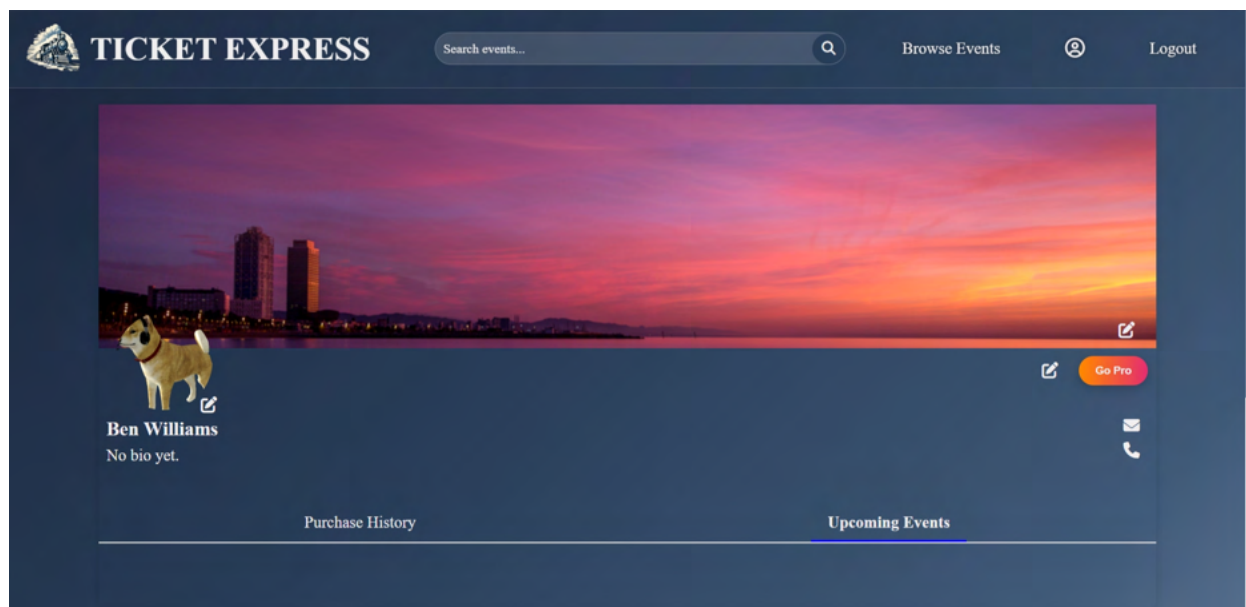 TICKET EXPRESS
Search events...
Browse Events
Logout
Go Pro
Ben Williams
No bio yet.
Purchase History
Upcoming Events